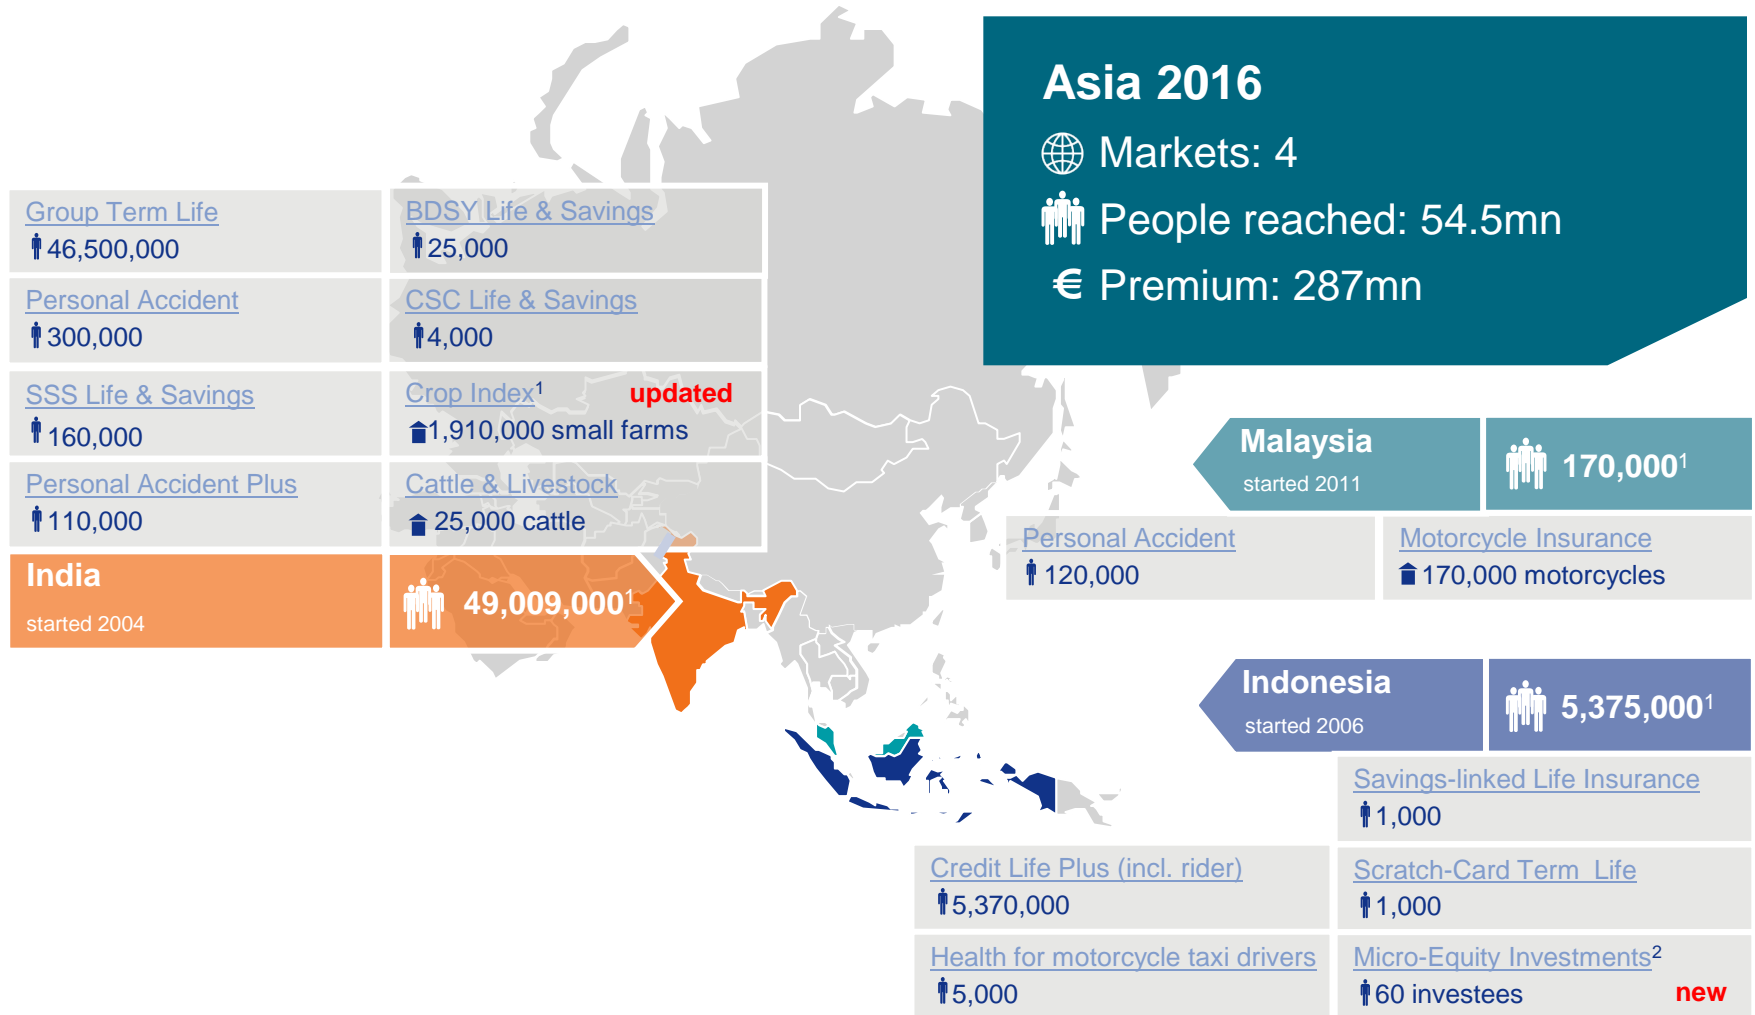 Asia 2016
Markets: 4
People reached: 54.5mn
€ Premium: 287mn
Group Term Life
46,500,000
BDSY Life & Savings
25,000
Personal Accident
300,000
CSC Life & Savings
4,000
SSS Life & Savings
160,000
Crop Index¹ updated
1,910,000 small farms
Personal Accident Plus
110,000
Cattle & Livestock
25,000 cattle
India
started 2004
49,009,000¹
Malaysia
started 2011
170,000¹
Personal Accident
120,000
Motorcycle Insurance
170,000 motorcycles
Indonesia
started 2006
5,375,000¹
Savings-linked Life Insurance
1,000
Credit Life Plus (incl. rider)
5,370,000
Scratch-Card Term Life
1,000
Health for motorcycle taxi drivers
5,000
Micro-Equity Investments²
60 investees new